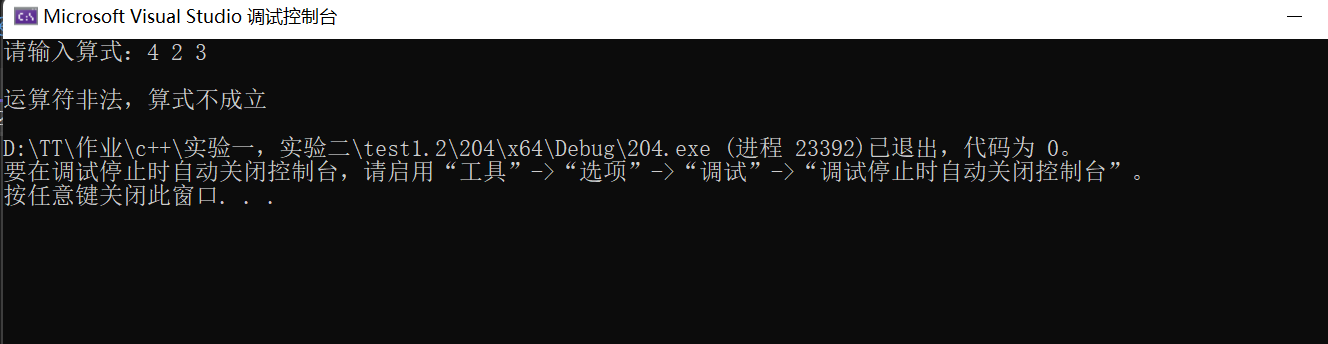 Microsoft Visual Studio 调试控制台
请输入算式：4 2 3
运算符非法，算式不成立
D:\TT\作业\c++\实验一，实验二\test1.2\204\x64\Debug\204.exe (进程 23392)已退出，代码为 0。
要在调试停止时自动关闭控制台，请启用“工具”->“选项”->“调试”->“调试停止时自动关闭控制台”。
按任意键关闭此窗口. . .